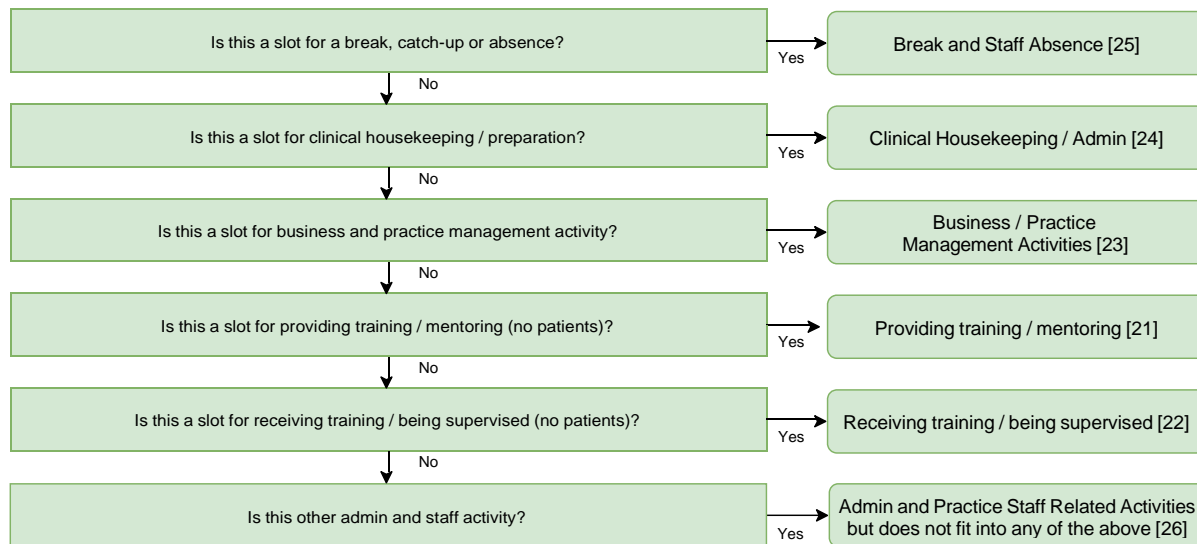 Is this a slot for a break, catch-up or absence?
Yes
Break and Staff Absence [25]
No
Is this a slot for clinical housekeeping / preparation?
Yes
Clinical Housekeeping / Admin [24]
No
Is this a slot for business and practice management activity?
Yes
Business / Practice
Management Activities [23]
No
Is this a slot for providing training / mentoring (no patients)?
Yes
Providing training / mentoring [21]
No
Is this a slot for receiving training / being supervised (no patients)?
Yes
Receiving training / being supervised [22]
No
Is this other admin and staff activity?
Yes
Admin and Practice Staff Related Activities
but does not fit into any of the above [26]